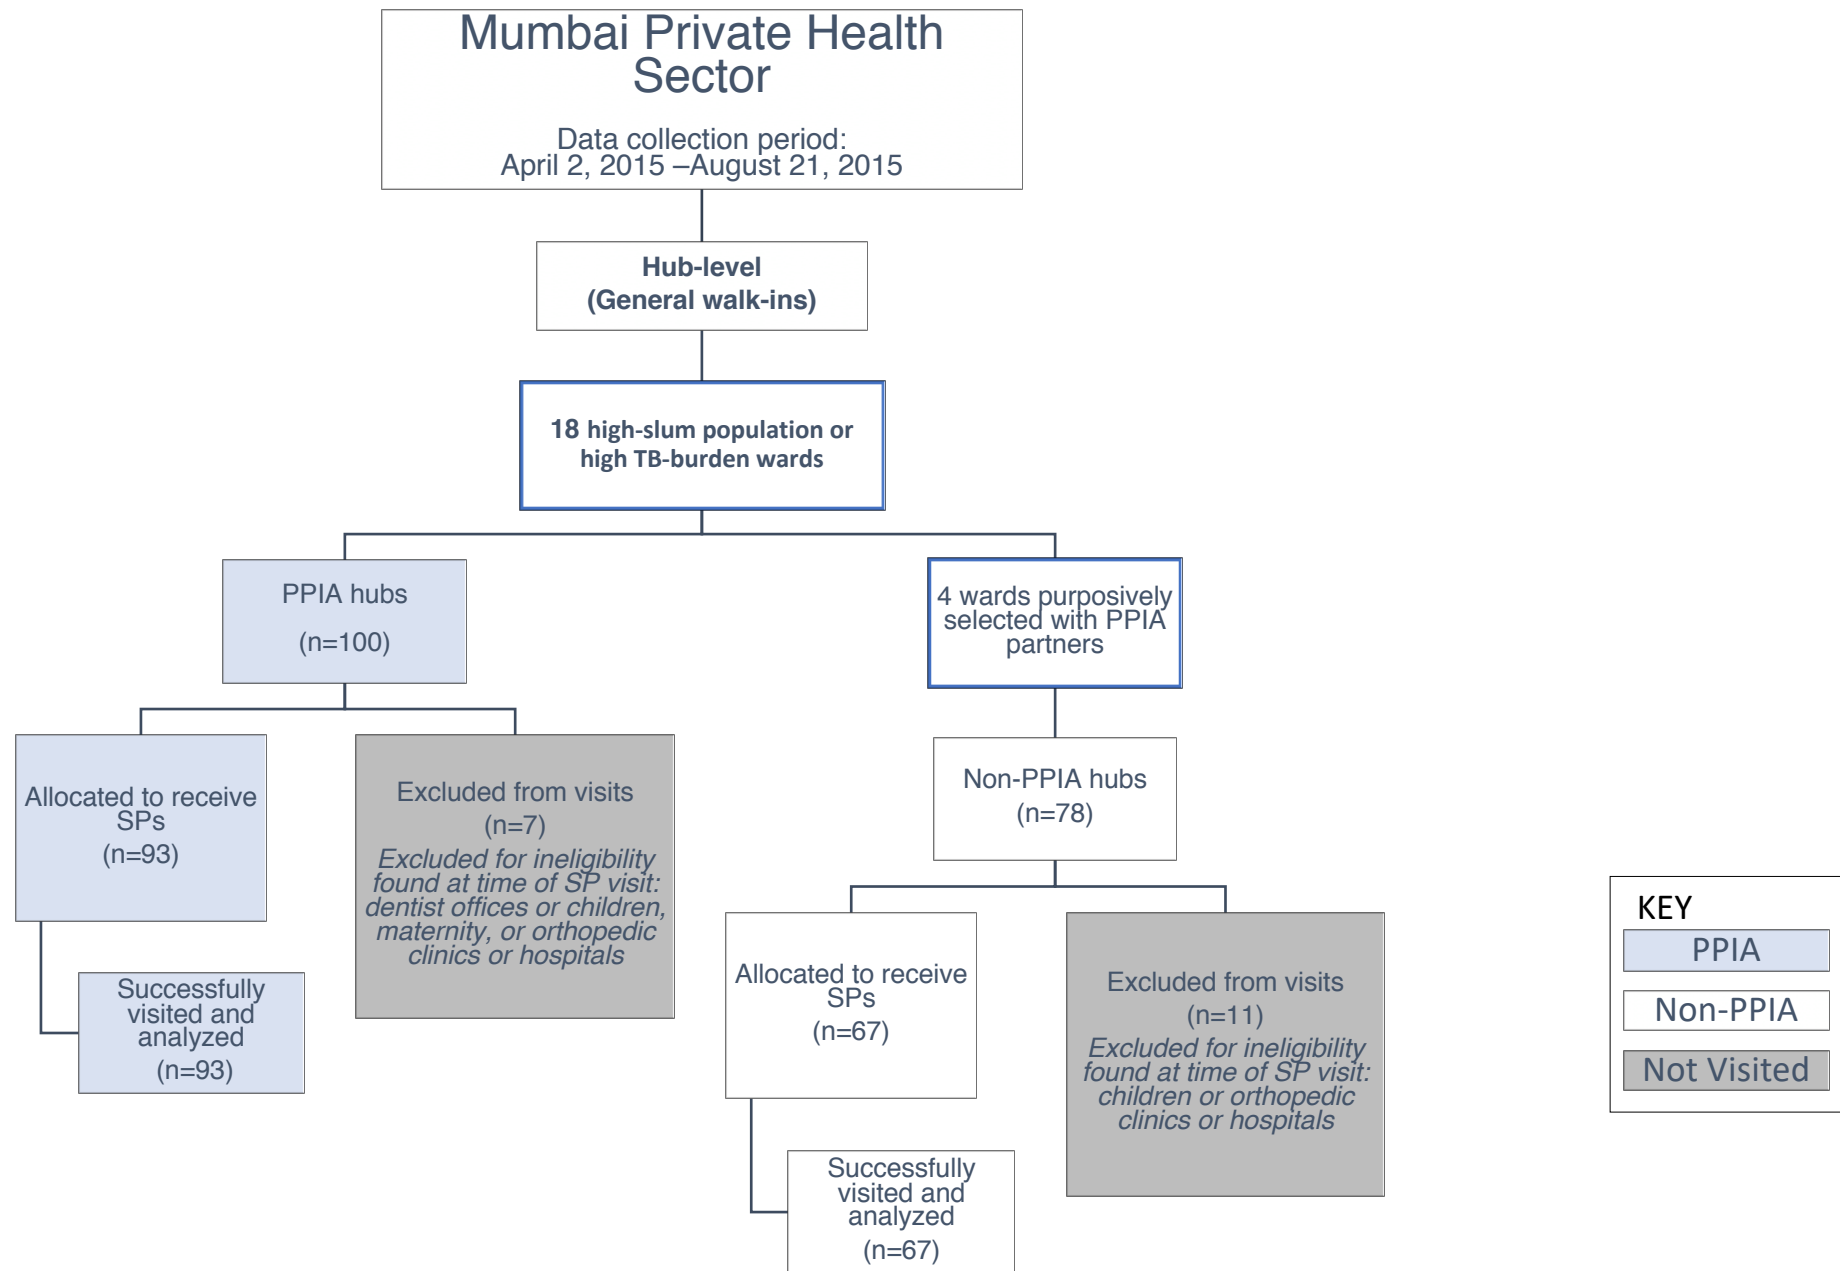 Mumbai Private Health
Sector
Data collection period:
April 2, 2015 –August 21, 2015
Hub-level
(General walk-ins)
18 high-slum population or
high TB-burden wards
PPIA hubs
(n=100)
4 wards purposively
selected with PPIA
partners
Allocated to receive
SPs
(n=93)
Excluded from visits
(n=7)
Excluded for ineligibility
found at time of SP visit:
dentist offices or children,
maternity, or orthopedic
clinics or hospitals
Successfully
visited and
analyzed
(n=93)
Non-PPIA hubs
(n=78)
Allocated to receive
SPs
(n=67)
Excluded from visits
(n=11)
Excluded for ineligibility
found at time of SP visit:
children or orthopedic
clinics or hospitals
Successfully
visited and
analyzed
(n=67)
KEY
PPIA
Non-PPIA
Not Visited